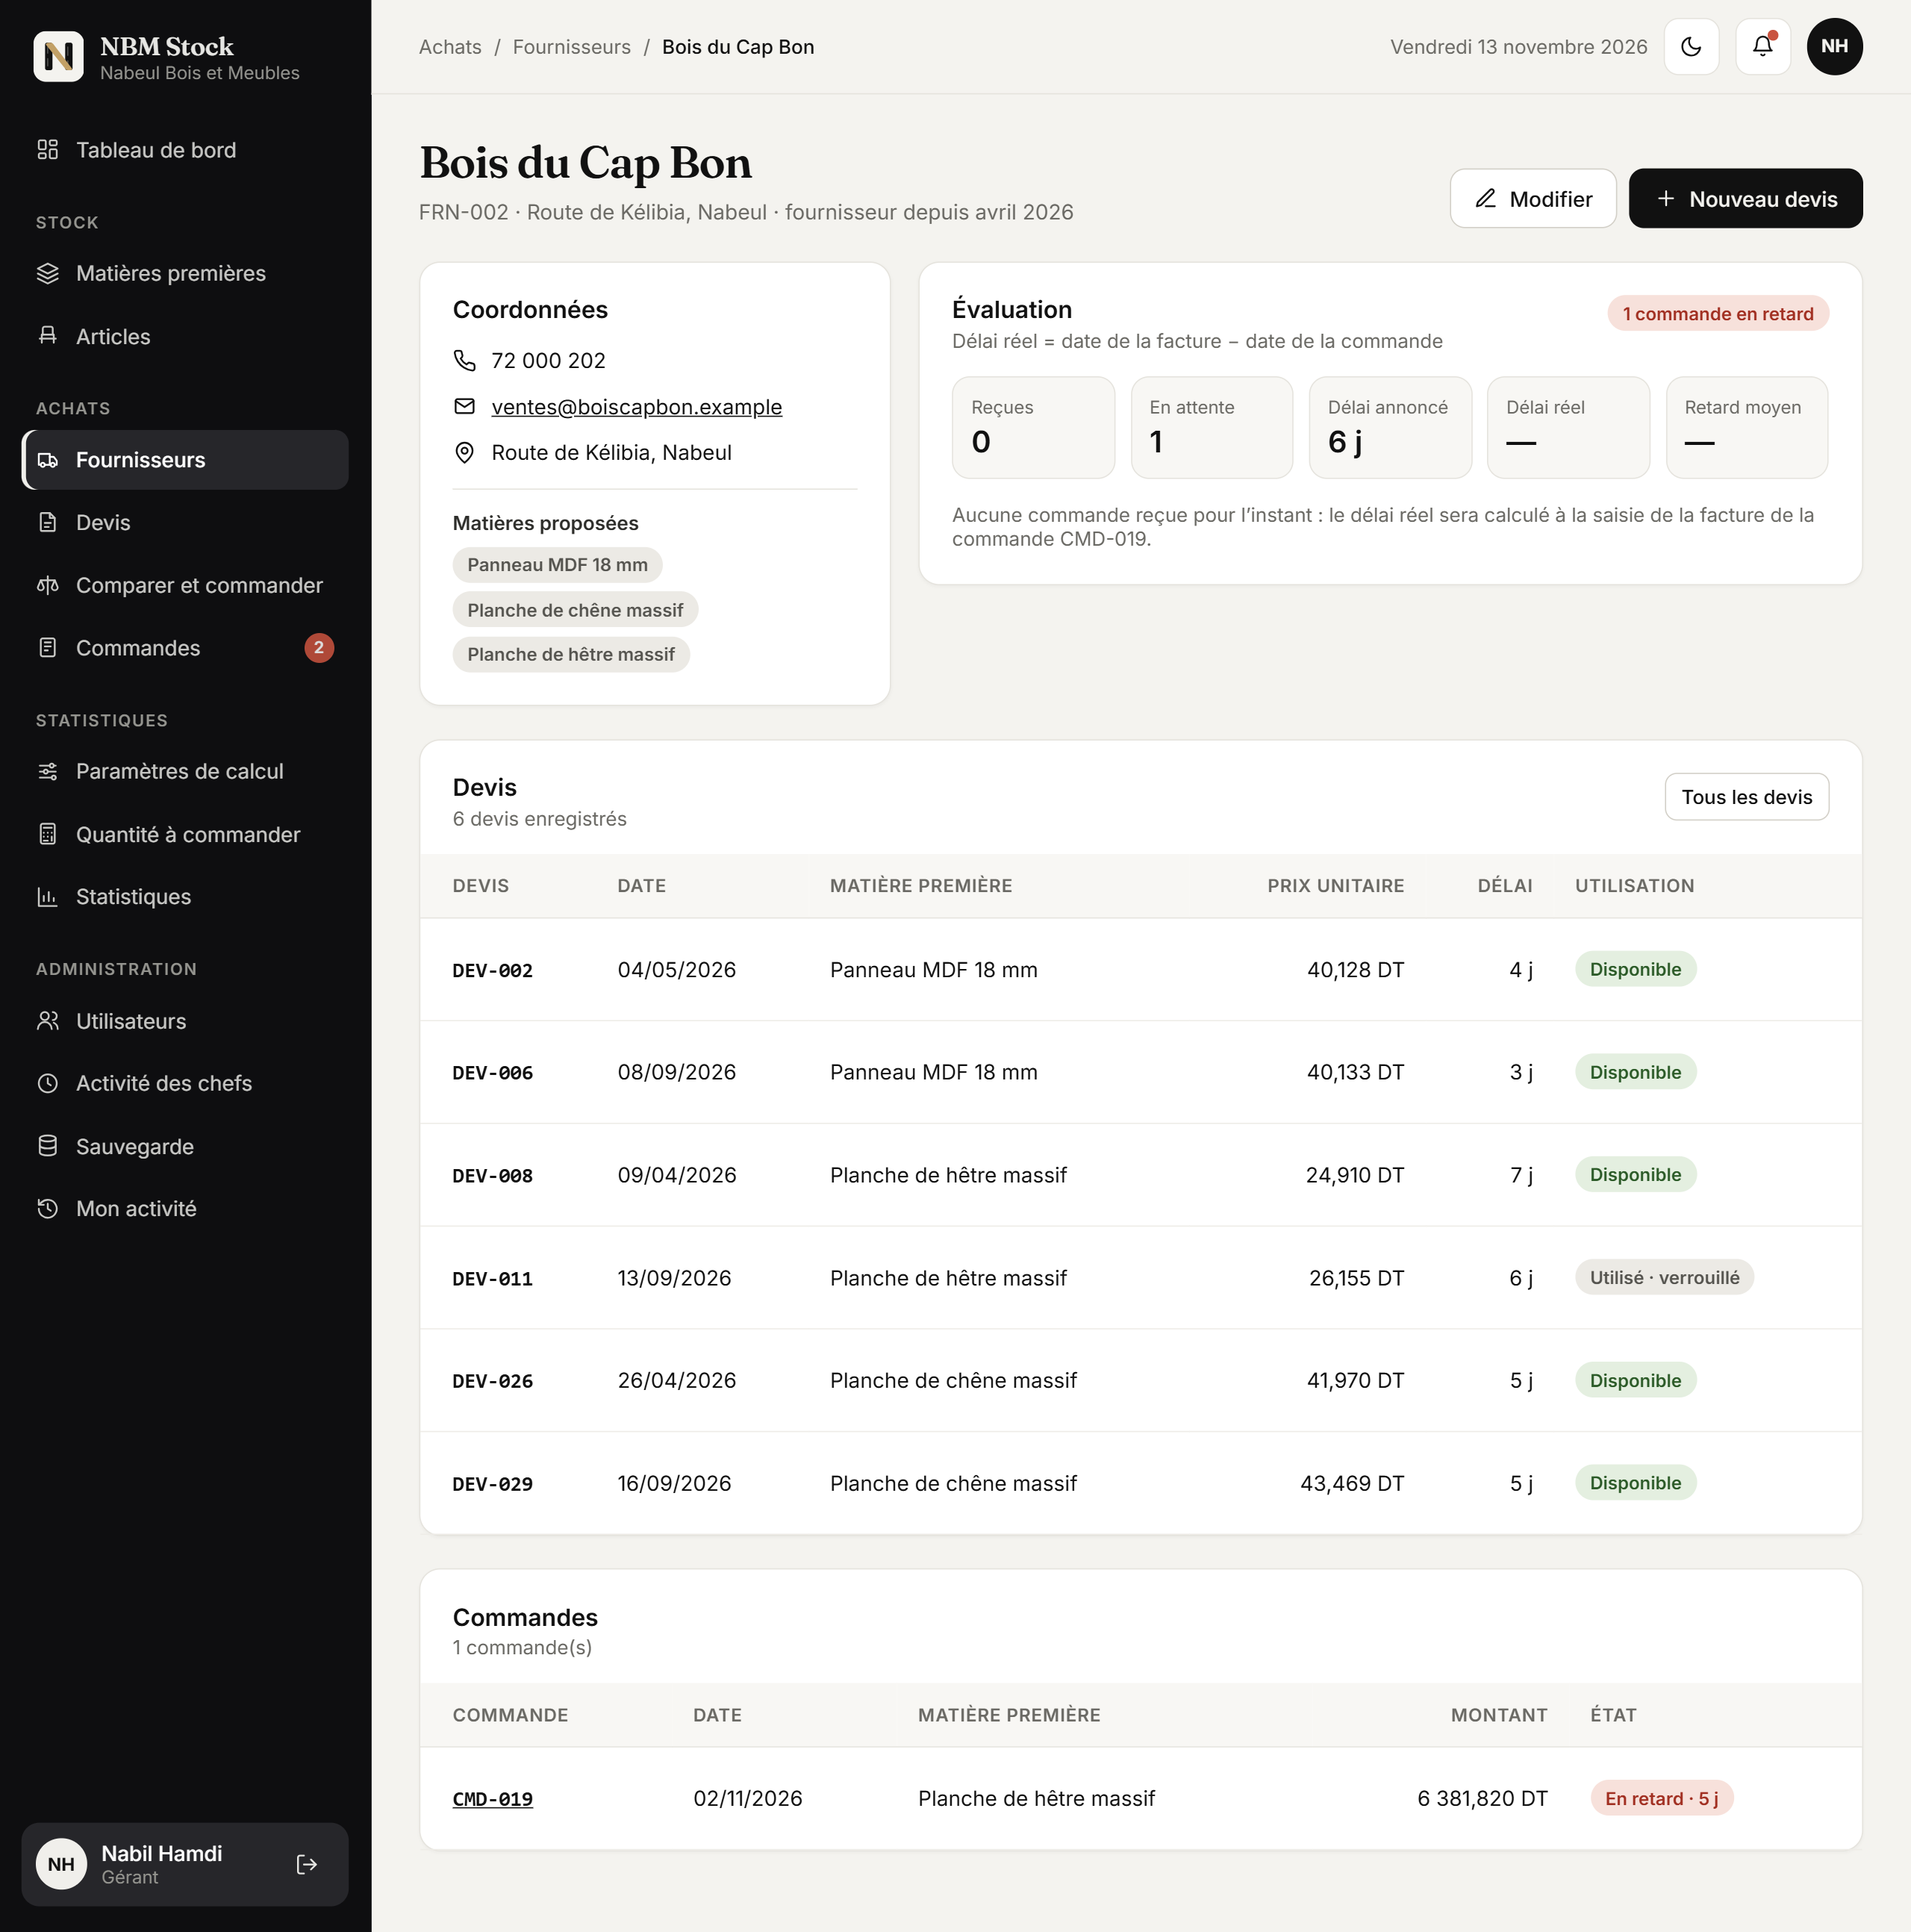 NBM Stock
Nabeul Bois et Meubles
Tableau de bord
STOCK
Matières premières
Articles
ACHATS
Fournisseurs
Devis
Comparer et commander
Commandes 2
STATISTIQUES
Paramètres de calcul
Quantité à commander
Statistiques
ADMINISTRATION
Utilisateurs
Activité des chefs
Sauvegarde
Mon activité
NH
Nabil Hamdi
Gérant
Achats / Fournisseurs / Bois du Cap Bon
Vendredi 13 novembre 2026
NH
Bois du Cap Bon
FRN-002 · Route de Kélibia, Nabeul · fournisseur depuis avril 2026
Modifier
+ Nouveau devis
Coordonnées
72 000 202
ventes@boiscapbon.example
Route de Kélibia, Nabeul
Matières proposées
Panneau MDF 18 mm
Planche de chêne massif
Planche de hêtre massif
Évaluation
1 commande en retard
Délai réel = date de la facture − date de la commande
Reçues
0
En attente
1
Délai annoncé
6 j
Délai réel
—
Retard moyen
—
Aucune commande reçue pour l’instant : le délai réel sera calculé à la saisie de la facture de la
commande CMD-019.
Devis
6 devis enregistrés
Tous les devis
DEVIS DATE MATIÈRE PREMIÈRE PRIX UNITAIRE DÉLAI UTILISATION
DEV-002 04/05/2026 Panneau MDF 18 mm 40,128 DT 4 j Disponible
DEV-006 08/09/2026 Panneau MDF 18 mm 40,133 DT 3 j Disponible
DEV-008 09/04/2026 Planche de hêtre massif 24,910 DT 7 j Disponible
DEV-011 13/09/2026 Planche de hêtre massif 26,155 DT 6 j Utilisé · verrouillé
DEV-026 26/04/2026 Planche de chêne massif 41,970 DT 5 j Disponible
DEV-029 16/09/2026 Planche de chêne massif 43,469 DT 5 j Disponible
Commandes
1 commande(s)
COMMANDE DATE MATIÈRE PREMIÈRE MONTANT ÉTAT
CMD-019 02/11/2026 Planche de hêtre massif 6 381,820 DT En retard · 5 j